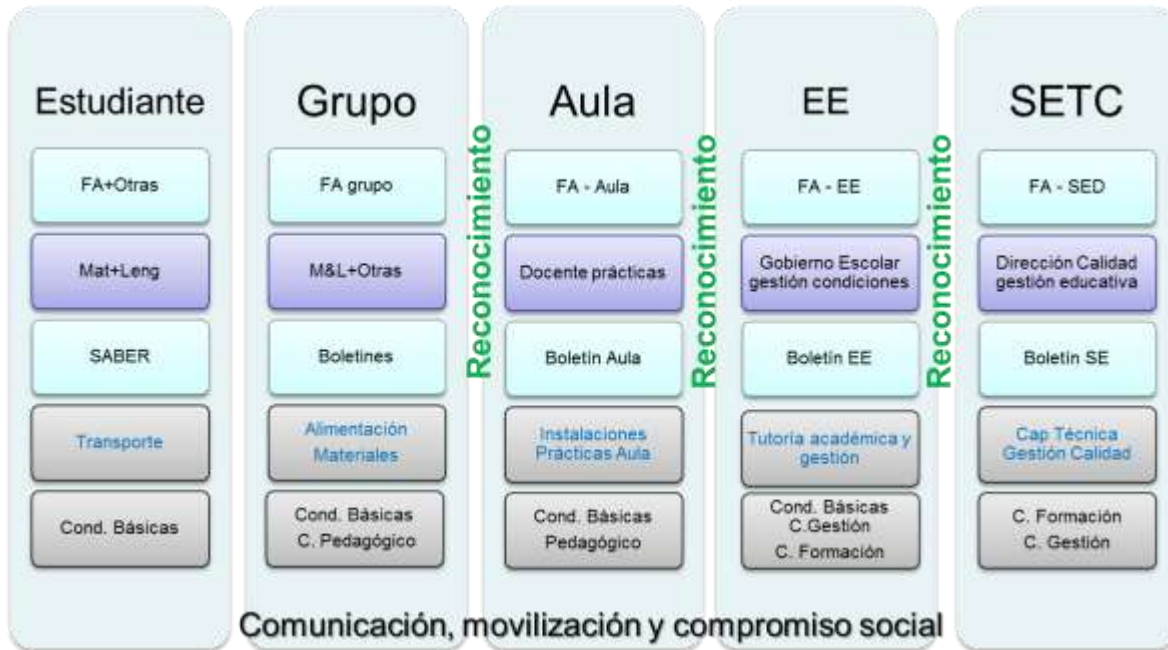 Estudiante
FA+Otras
Mat+Leng
SABER
Transporte
Cond. Básicas
Grupo
FA grupo
M&L+Otras
Boletines
Alimentación
Materiales
Cond. Básicas
C. Pedagógico
Reconocimiento
Aula
FA - Aula
Docente prácticas
Boletín Aula
Instalaciones
Prácticas Aula
Cond. Básicas
Pedagógico
Reconocimiento
EE
FA - EE
Gobierno Escolar
gestión condiciones
Boletín EE
Tutoría académica y
gestión
Cond. Básicas
C.Gestión
C. Formación
Reconocimiento
SETC
FA - SED
Dirección Calidad
gestión educativa
Boletín SE
Cap Técnica
Gestión Calidad
C. Formación
C. Gestión
Comunicación, movilización y compromiso social